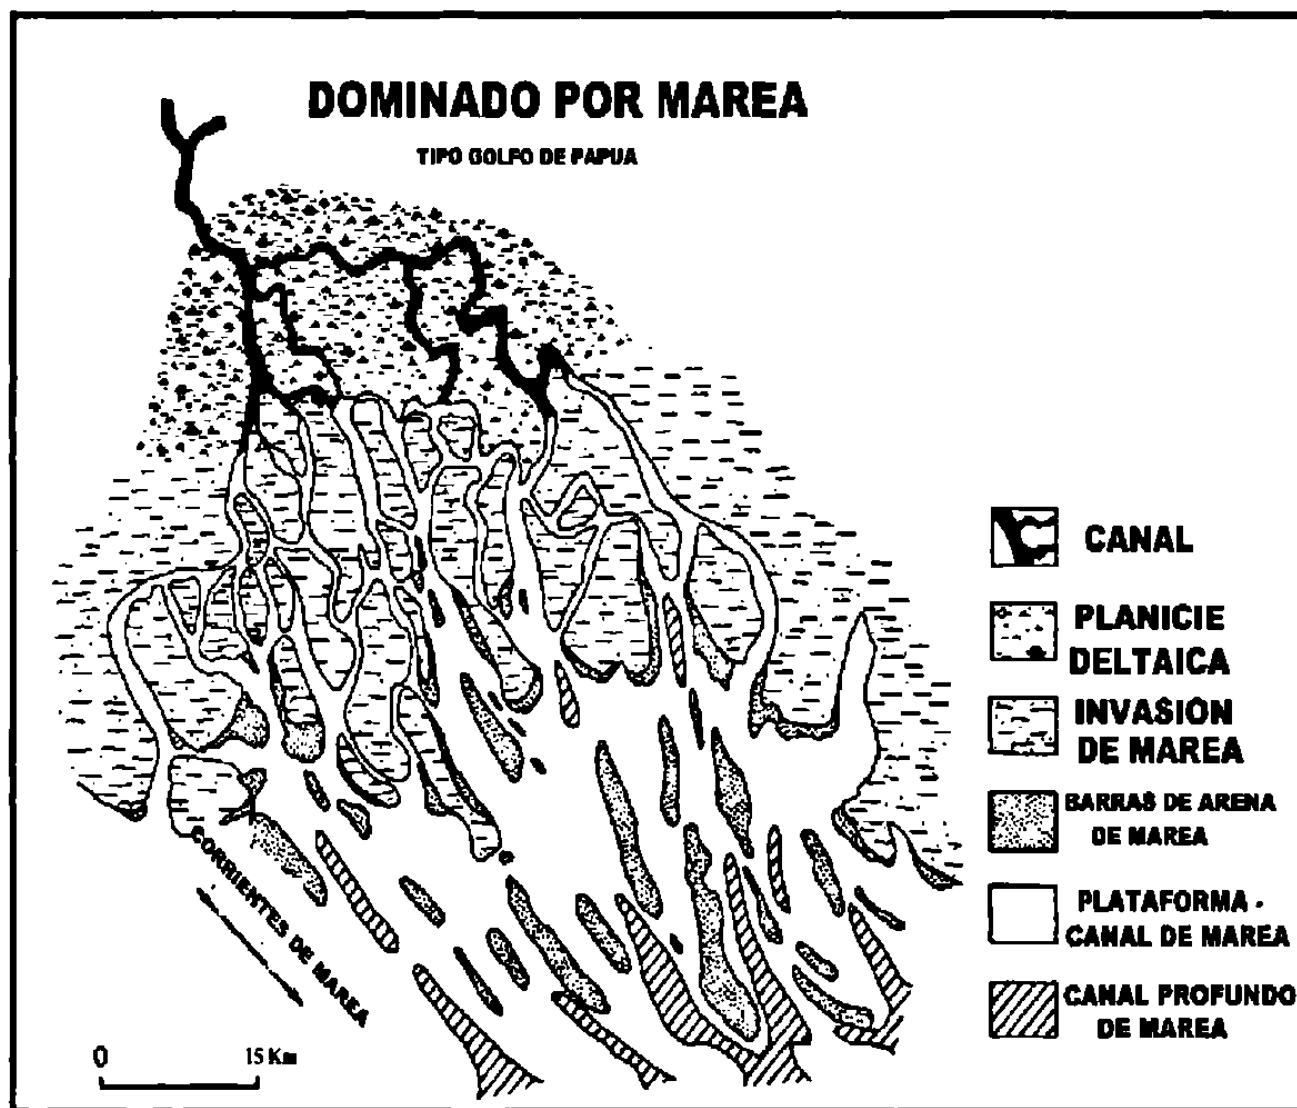 DOMINADO POR MAREA
TIPO GOLFO DE PAPUA
CANAL
PLANICIE
DELTAICA
INVASION
DE MAREA
BARRAS DE ARENA
DE MAREA
PLATAFORMA -
CANAL DE MAREA
CANAL PROFUNDO
DE MAREA
CORRIENTES DE MAREA
0 15 Km